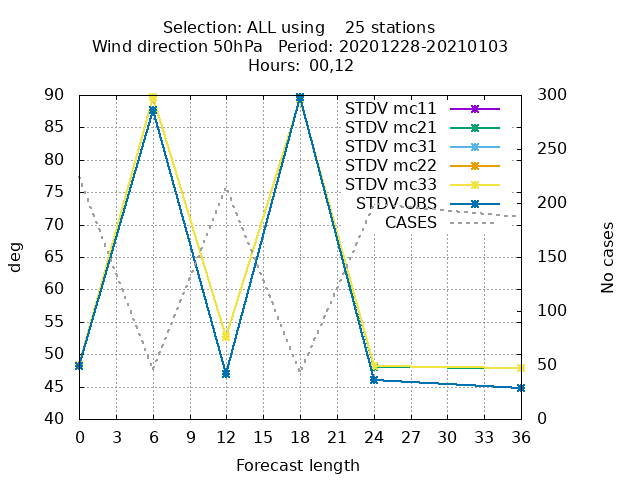 Selection: ALL using    25 stations
Wind direction 50hPa   Period: 20201228-20210103
Hours: 00,12
90
85
80
75
70
65
60
55
50
45
40
deg
STDV mc11
STDV mc21
STDV mc31
STDV mc22
STDV mc33
STDV OBS
CASES
300
250
200
150
100
50
0
No cases
0 3 6 9 12 15 18 21 24 27 30 33 36
Forecast length